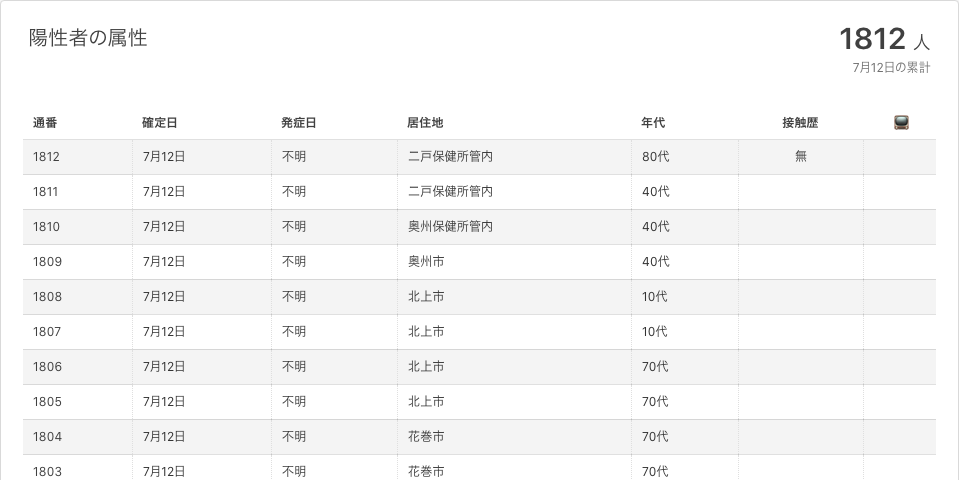 陽性者の属性
1812 人
7月12日の累計
通番 確定日 発症日 居住地 年代 接触歴
1812 7月12日 不明 二戸保健所管内 80代 無
1811 7月12日 不明 二戸保健所管内 40代
1810 7月12日 不明 奥州保健所管内 40代
1809 7月12日 不明 奥州市 40代
1808 7月12日 不明 北上市 10代
1807 7月12日 不明 北上市 10代
1806 7月12日 不明 北上市 70代
1805 7月12日 不明 北上市 70代
1804 7月12日 不明 花巻市 70代
1803 7月12日 不明 花巻市 70代